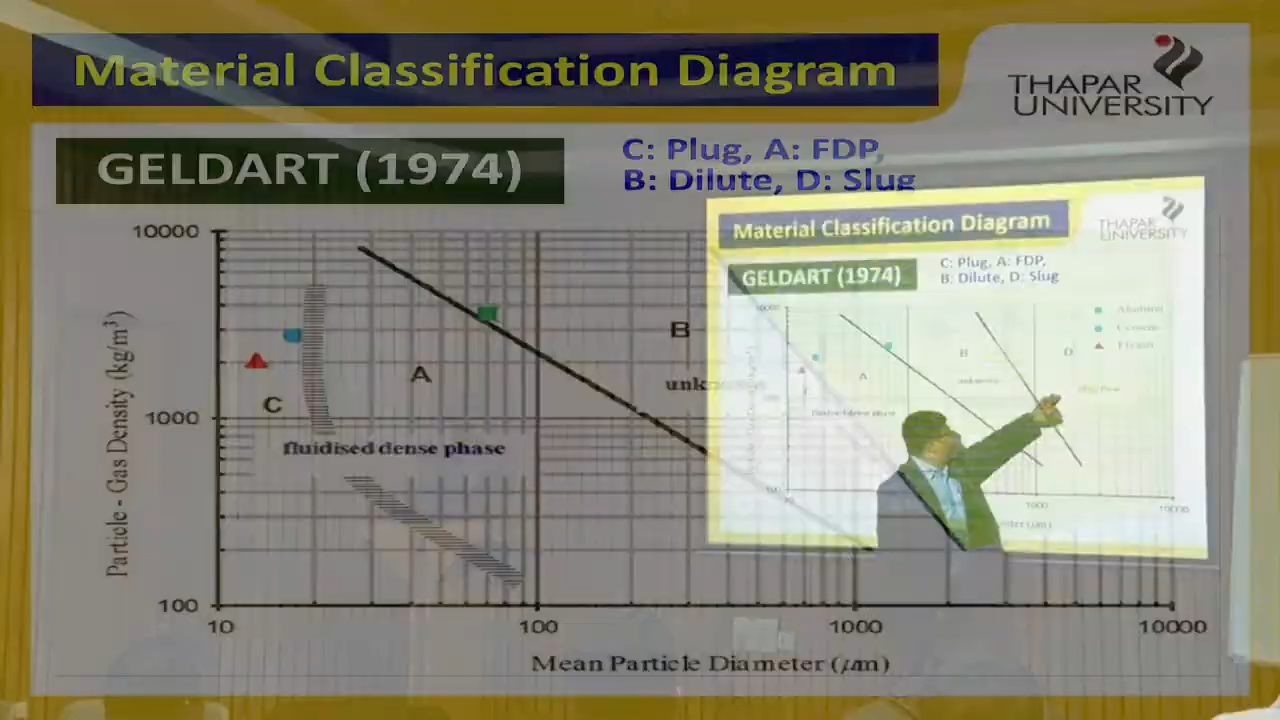 Material Classification Diagram
THAPAR
UNIVERSITY
GELDART (1974)
C: Plug, A: FDP,
B: Dilute, D: Slug
10000
1000
100
Particle - Gas Density (kg/m³)
C
A
B
fluidised dense phase
10
100
1000
10000
Mean Particle Diameter (µm)
Material Classification Diagram
THAPAR
UNIVERSITY
GELDART (1974)
C: Plug, A: FDP,
B: Dilute, D: Slug
A
B
D
1000
10000